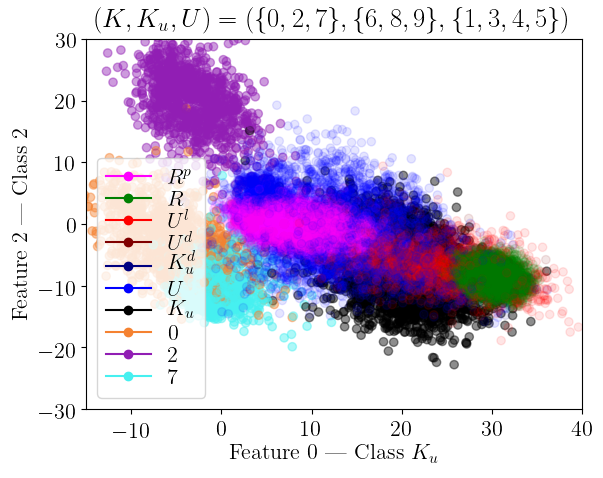 (K, K_u, U) = ({0, 2, 7}, {6, 8, 9}, {1, 3, 4, 5})
30
20
10
0
−10
−20
−30
Feature 2 — Class 2
R^p
R
U^l
U^d
K_u^d
U
K_u
0
2
7
−10 0 10 20 30 40
Feature 0 — Class K_u